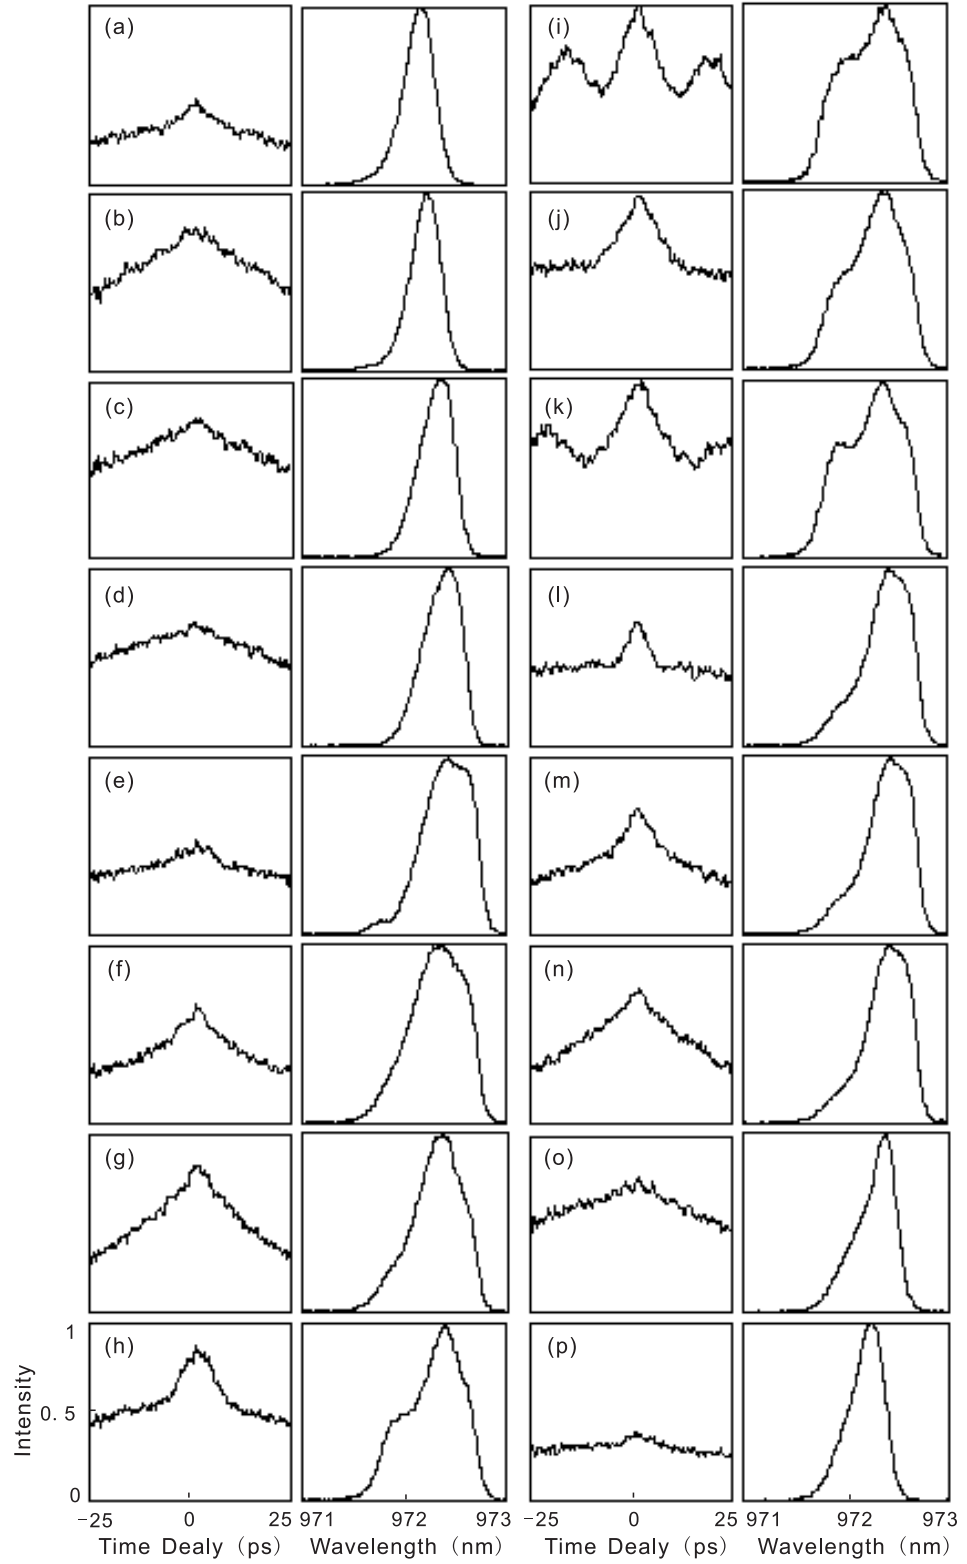 (a)
(i)
(b)
(j)
(c)
(k)
(d)
(l)
(e)
(m)
(f)
(n)
(g)
(o)
(h)
(p)
Intensity
1
0.5
0
−25 0 25 971 972 973 −25 0 25 971 972 973
Time Dealy (ps) Wavelength (nm) Time Dealy (ps) Wavelength (nm)